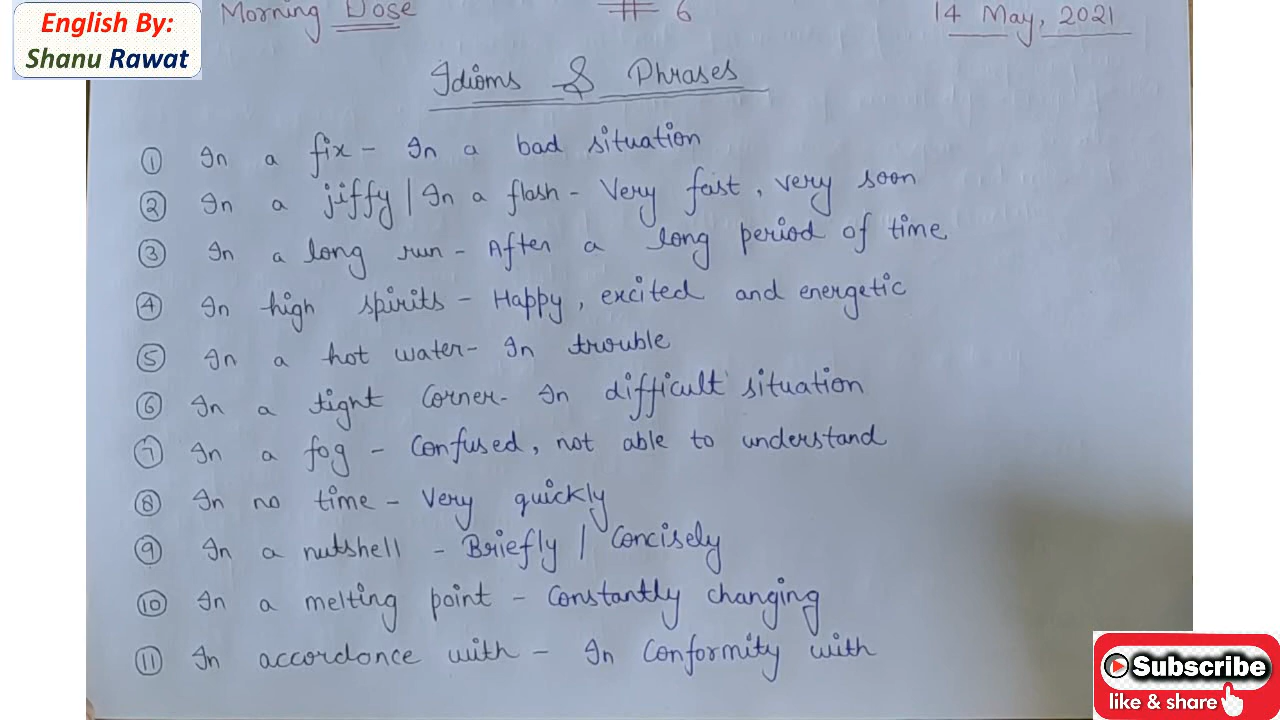 English By:
Shanu Rawat
Morning Dose # 6 14 May, 2021
Idioms & Phrases
1 In a fix - In a bad situation
2 In a jiffy | In a flash - Very fast, very soon
3 In a long run - After a long period of time
4 In high spirits - Happy, excited and energetic
5 In a hot water - In trouble
6 In a tight corner - In difficult situation
7 In a fog - Confused, not able to understand
8 In no time - Very quickly
9 In a nutshell - Briefly / Concisely
10 In a melting point - Constantly changing
11 In accordance with - In conformity with
Subscribe
like & share